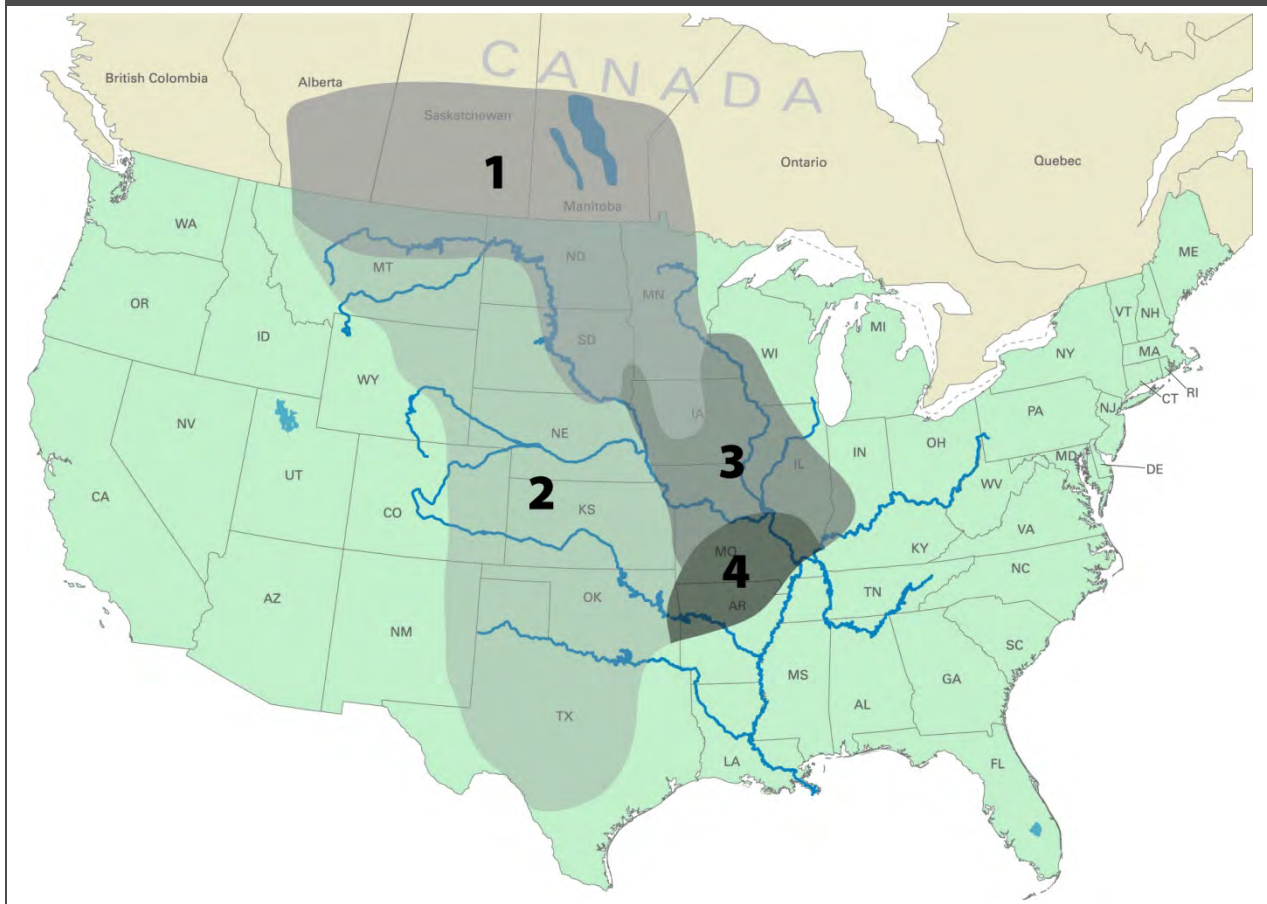 CANADA
British Colombia
Alberta
Saskatchewan
Manitoba
Ontario
Quebec
1
WA
MT
ND
MN
ME
OR
ID
SD
WI
MI
VT
NH
NY
MA
WY
CT
RI
IA
PA
NJ
NV
NE
IL
IN
OH
MD
DE
UT
3
WV
CA
CO
2
KS
VA
MO
KY
4
NC
AZ
NM
OK
AR
TN
SC
MS
AL
GA
TX
LA
FL